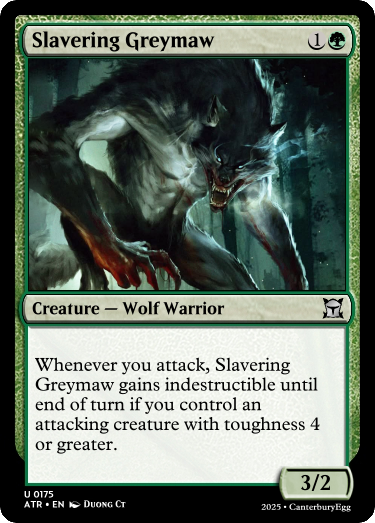 Slavering Greymaw 1
Creature — Wolf Warrior
Whenever you attack, Slavering
Greymaw gains indestructible until
end of turn if you control an
attacking creature with toughness 4
or greater.
3/2
U 0175
ATR • EN Duong Ct
2025 • CanterburyEgg